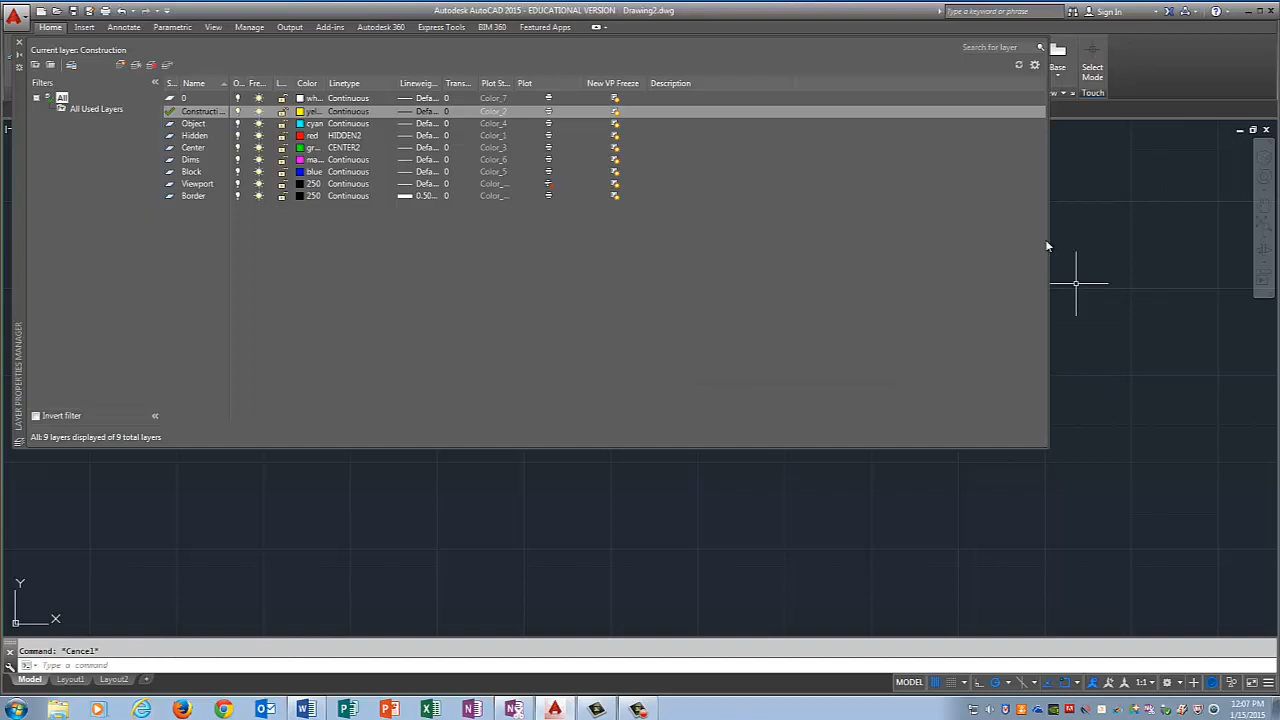 Autodesk AutoCAD 2015 - EDUCATIONAL VERSION Drawing2.dwg
Type a keyword or phrase
Sign In
Home Insert Annotate Parametric View Manage Output Add-ins Autodesk 360 Express Tools BIM 360 Featured Apps
Current layer: Construction
Search for layer
Base
Select
Mode
Touch
Filters
S... Name O.. Fre... L... Color Linetype Lineweig... Trans... Plot St... Plot New VP Freeze Description
All
All Used Layers
0 wh... Continuous Defa... 0 Color_7
Constructi... yel... Continuous Defa... 0 Color_2
Object cyan Continuous Defa... 0 Color_4
Hidden red HIDDEN2 Defa... 0 Color_1
Center gr... CENTER2 Defa... 0 Color_3
Dims ma... Continuous Defa... 0 Color_6
Block blue Continuous Defa... 0 Color_5
Viewport 250 Continuous Defa... 0 Color_...
Border 250 Continuous 0.50... 0 Color_...
LAYER PROPERTIES MANAGER
Invert filter
All: 9 layers displayed of 9 total layers
Y
X
Command: *Cancel*
Type a command
Model Layout1 Layout2 +
MODEL 1:1
12:07 PM
1/15/2015